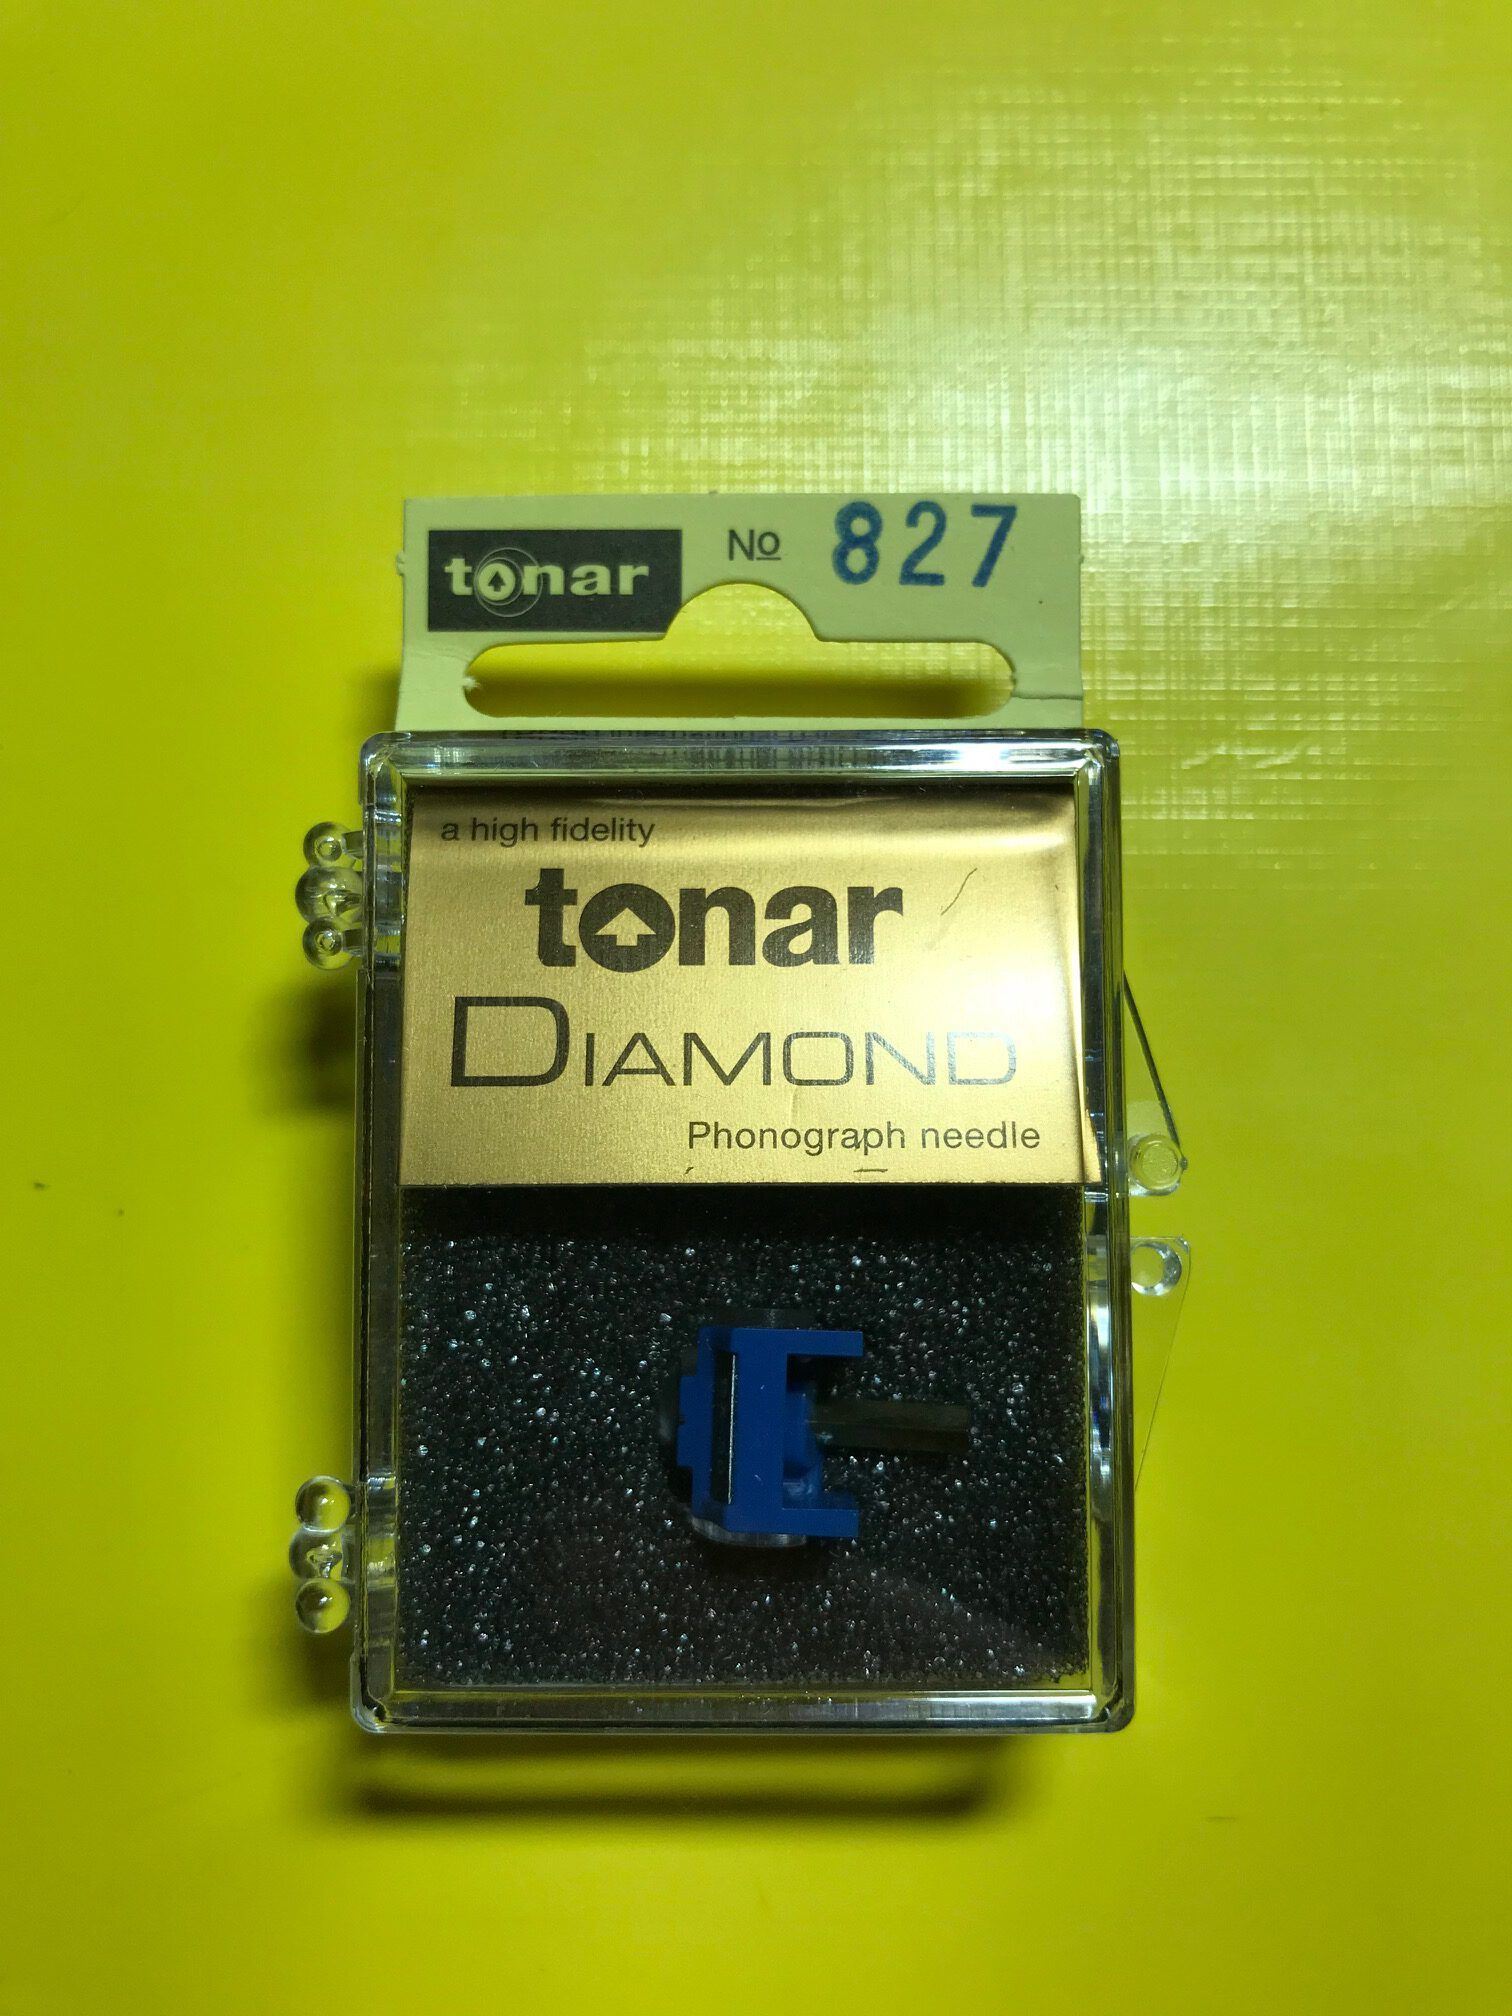 tonar № 827
a high fidelity
tonar
DIAMOND
Phonograph needle